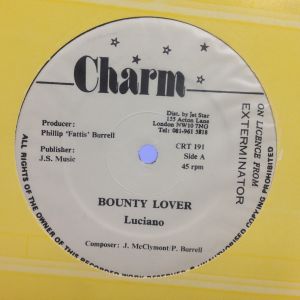 Charm
Producer:
Phillip 'Fattis' Burrell
Publisher:
J.S. Music
Dist. by Jet Star
155 Acton Lane
London NW10 7NG
Tel: 081-961 5818
CRT 191
Side A
45 rpm
ON LICENCE FROM
EXTERMINATOR
BOUNTY LOVER
Luciano
Composer: J. McClymont/P. Burrell
ALL RIGHTS OF THE OWNER OF THIS RECORDED WORK RESERVED
UNAUTHORISED COPYING PROHIBITED